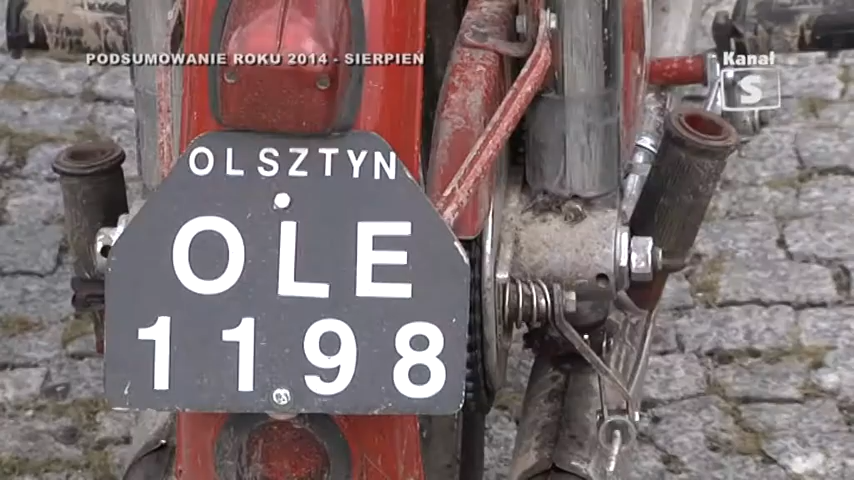 PODSUMOWANIE ROKU 2014 - SIERPIEŃ
Kanał
S
OLSZTYN
OLE
1198